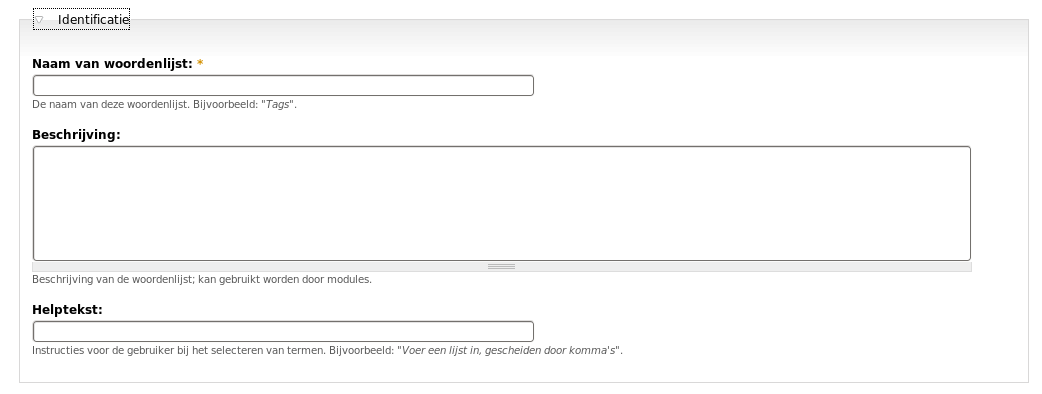 Identificatie
Naam van woordenlijst: *
De naam van deze woordenlijst. Bijvoorbeeld: "Tags".
Beschrijving:
Beschrijving van de woordenlijst; kan gebruikt worden door modules.
Helptekst:
Instructies voor de gebruiker bij het selecteren van termen. Bijvoorbeeld: "Voer een lijst in, gescheiden door komma's".